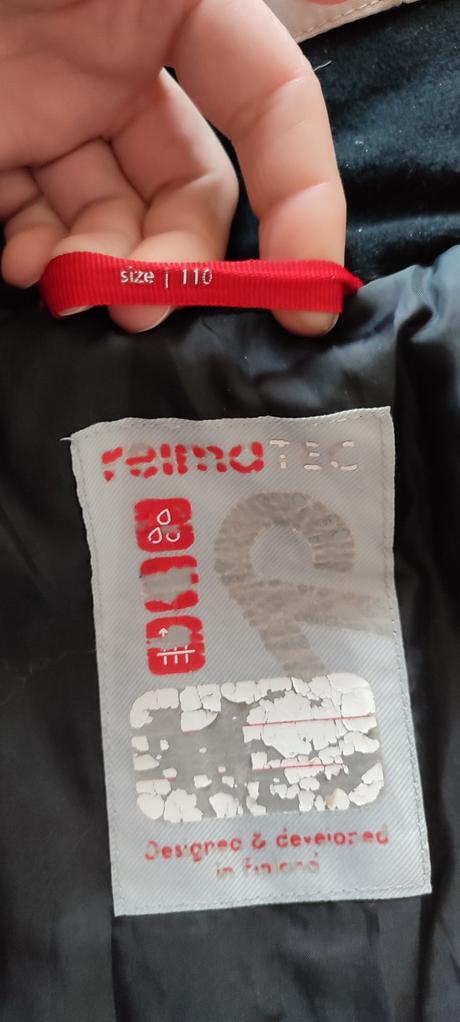 size | 110
reimaTEC
Designed & developed
in Finland